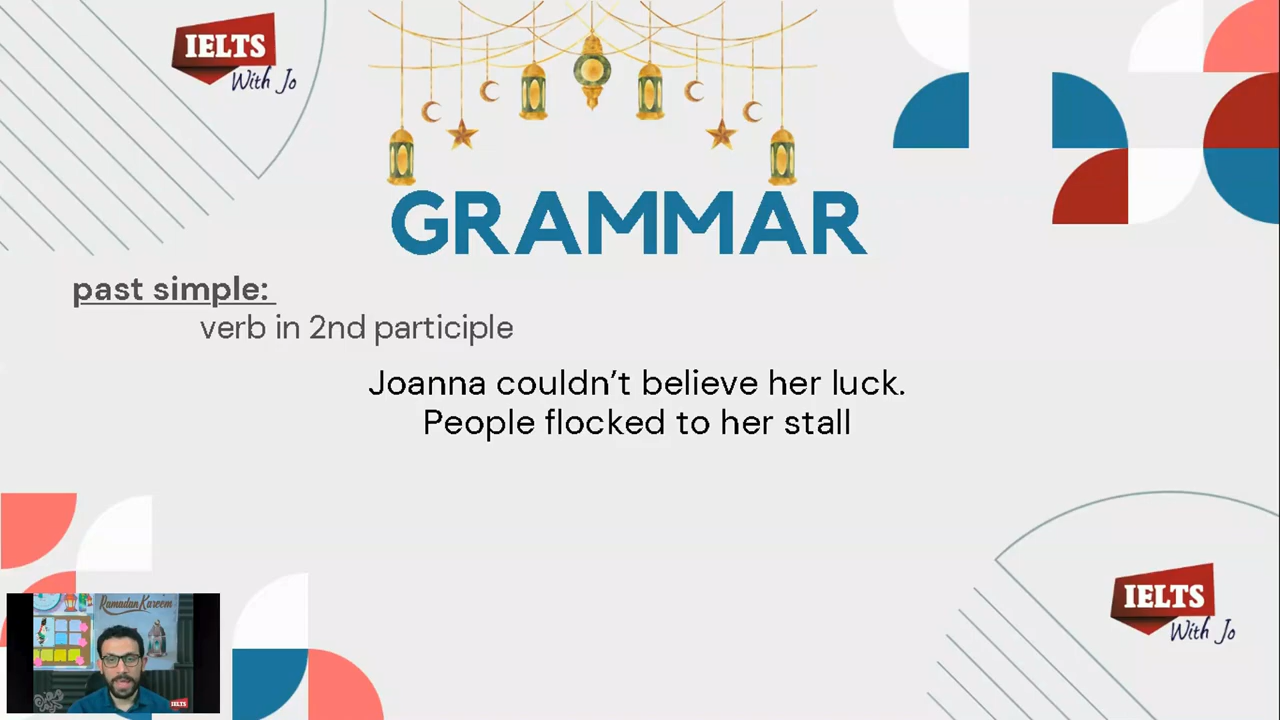 IELTS
With Jo
GRAMMAR
past simple:
verb in 2nd participle
Joanna couldn't believe her luck.
People flocked to her stall
Ramadan Kareem
IELTS
IELTS
With Jo